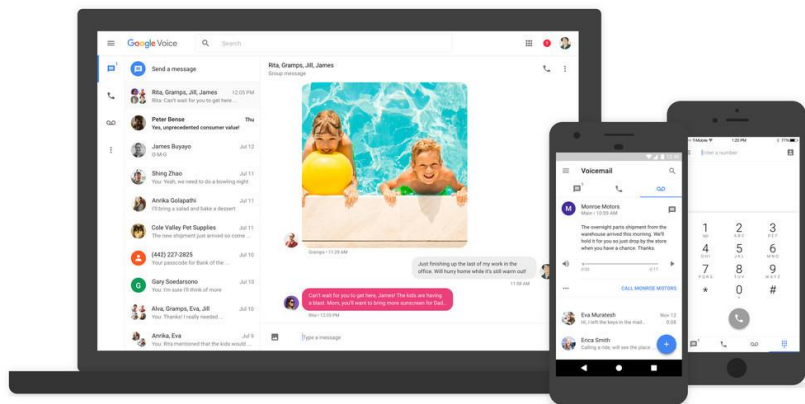 Google Voice
Search
1
Send a message
Rita, Gramps, Jill, James 12:05 PM
Rita: Can't wait for you to get here ...
Peter Bense Thu
Yes, unprecedented consumer value!
James Buyayo Jul 12
O-M-G
Shing Zhao Jul 11
You: Yeah, we need to do a bowling night
Annika Golapathi Jul 11
I'll bring a salad and bake a dessert
Cole Valley Pet Supplies Jul 11
The new shipment just arrived so come ...
(442) 227-2825 Jul 10
Your passcode for Bank of the ...
Gary Soedarsono Jul 10
You: I'm sure I'll think of more
Alva, Gramps, Eva, Jill Jul 10
You: Thanks! I really needed ...
Annika, Eva Jul 9
You: Rita mentioned that the kids would ...
Rita, Gramps, Jill, James
Group message
Gramps • 11:29 AM
Just finishing up the last of my work in the
office. Will hurry home while it's still warm out!
11:50 AM
Can't wait for you to get here, James! The kids are having
a blast. Mom, you'll want to bring more sunscreen for Dad...
Rita • 12:05 PM
Type a message
Voicemail
M
Monroe Motors
Mon • 10:59 AM
The overnight parts shipment from the
warehouse arrived this morning. We'll
hold it for you so just drop by the store
when you have a chance. Thanks.
CALL MONROE MOTORS
Eva Muratesh Nov 12
Hi, I left the keys in the mail...
Erica Smith
Calling a ride, will see the place ...
1:20 PM
Enter a number
1 2 3
ABC DEF
4 5 6
GHI JKL MNO
7 8 9
PQRS TUV WXYZ
* 0 #